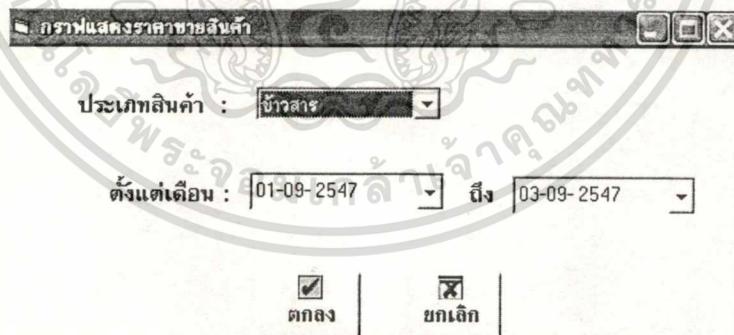 กราฟแสดงราคาขายสินค้า
ประเภทสินค้า : ข้าวสาร
ตั้งแต่เดือน : 01-09-2547 ถึง 03-09-2547
ตกลง ยกเลิก